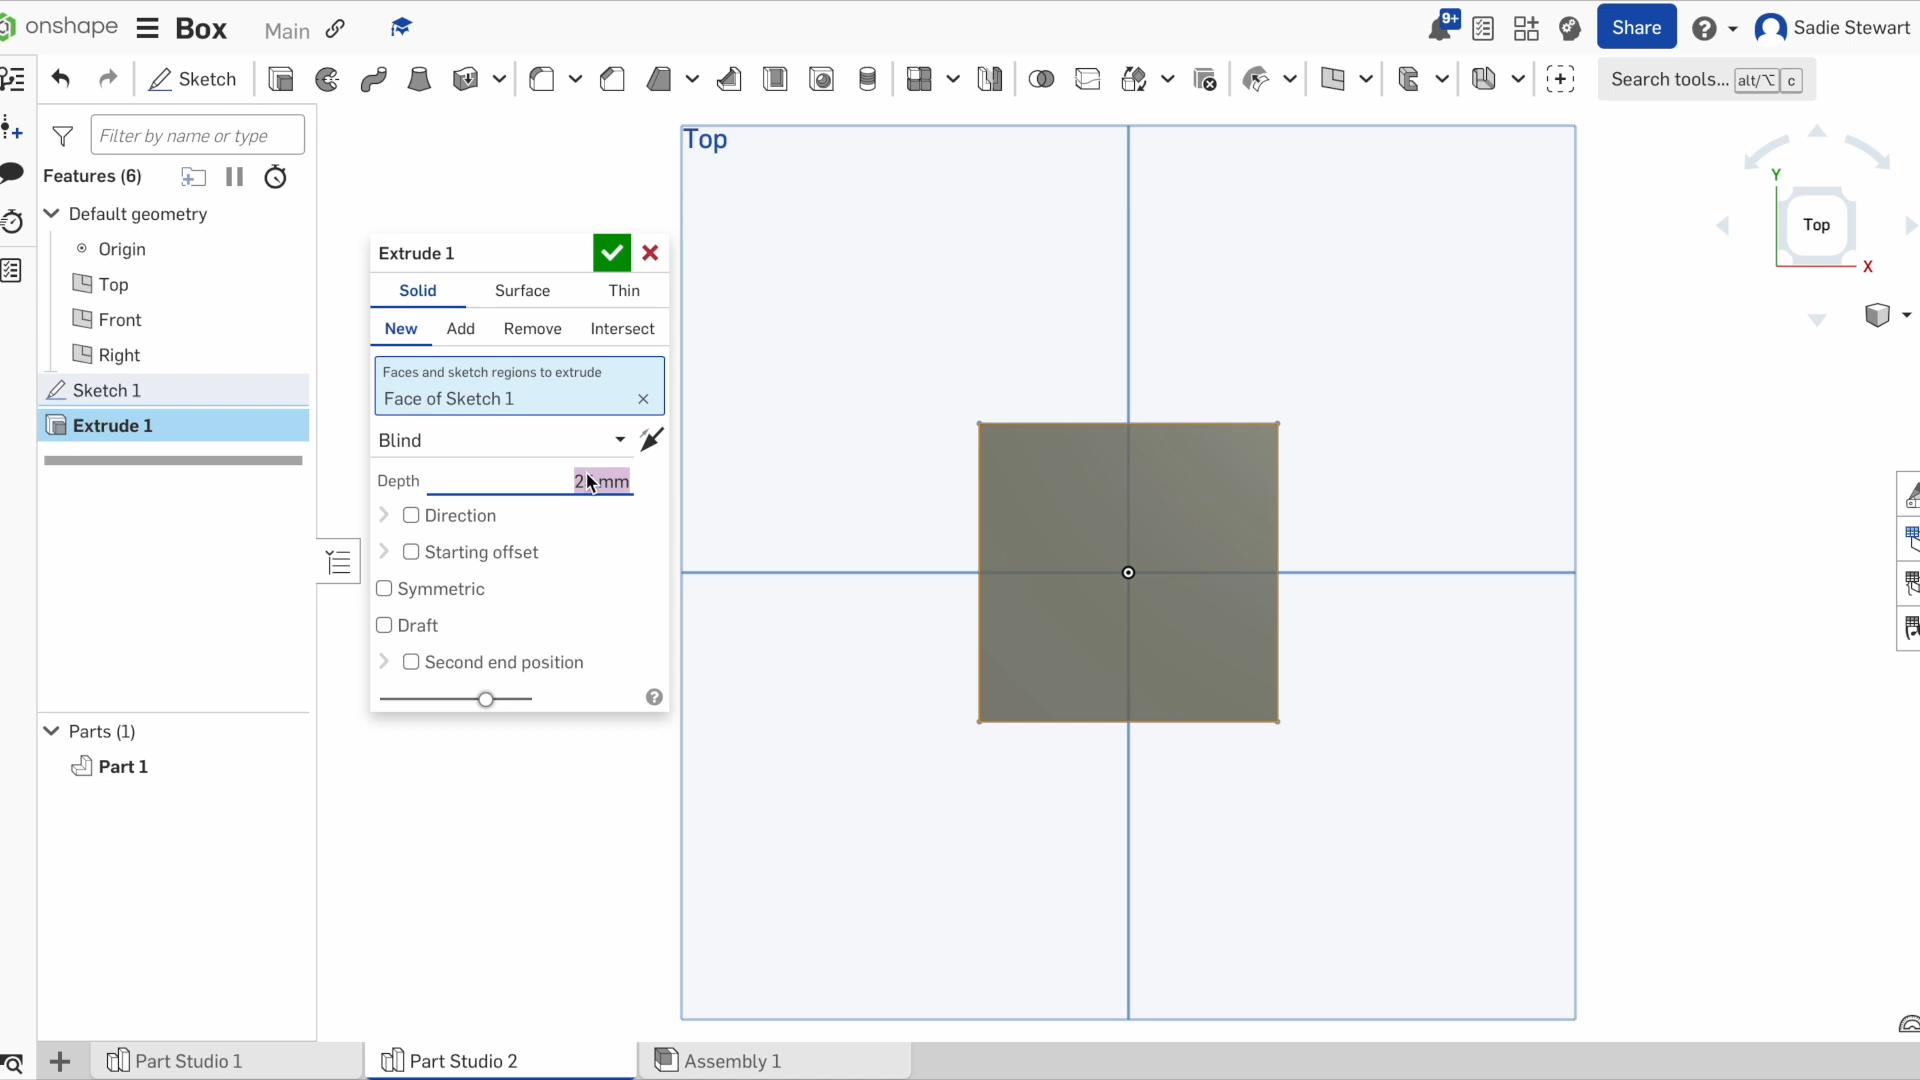 onshape
Box
Main
9+
Share
Sadie Stewart
Sketch
Search tools... alt/⌥ c
Filter by name or type
Features (6)
Default geometry
Origin
Top
Front
Right
Sketch 1
Extrude 1
Parts (1)
Part 1
Extrude 1
Solid Surface Thin
New Add Remove Intersect
Faces and sketch regions to extrude
Face of Sketch 1
Blind
Depth mm
Direction
Starting offset
Symmetric
Draft
Second end position
Top
Y
Top
X
Part Studio 1
Part Studio 2
Assembly 1